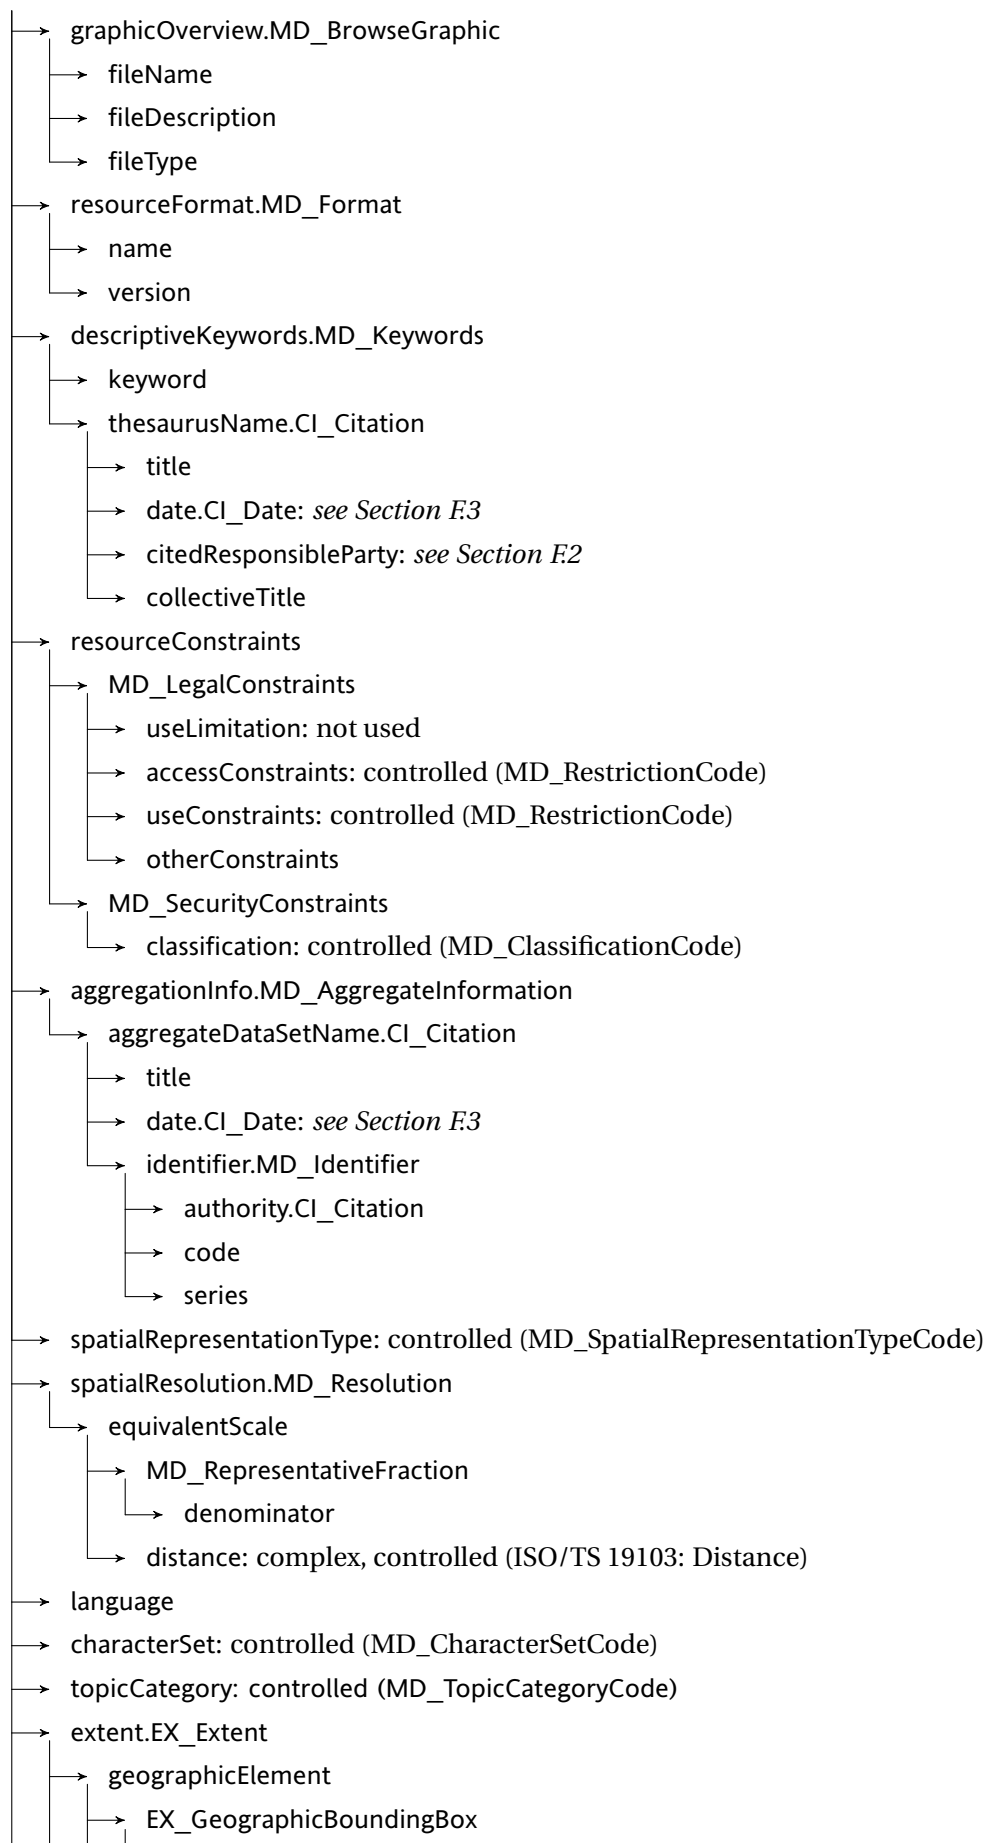 graphicOverview.MD_BrowseGraphic
fileName
fileDescription
fileType
resourceFormat.MD_Format
name
version
descriptiveKeywords.MD_Keywords
keyword
thesaurusName.CI_Citation
title
date.CI_Date: see Section F.3
citedResponsibleParty: see Section F.2
collectiveTitle
resourceConstraints
MD_LegalConstraints
useLimitation: not used
accessConstraints: controlled (MD_RestrictionCode)
useConstraints: controlled (MD_RestrictionCode)
otherConstraints
MD_SecurityConstraints
classification: controlled (MD_ClassificationCode)
aggregationInfo.MD_AggregateInformation
aggregateDataSetName.CI_Citation
title
date.CI_Date: see Section F.3
identifier.MD_Identifier
authority.CI_Citation
code
series
spatialRepresentationType: controlled (MD_SpatialRepresentationTypeCode)
spatialResolution.MD_Resolution
equivalentScale
MD_RepresentativeFraction
denominator
distance: complex, controlled (ISO/TS 19103: Distance)
language
characterSet: controlled (MD_CharacterSetCode)
topicCategory: controlled (MD_TopicCategoryCode)
extent.EX_Extent
geographicElement
EX_GeographicBoundingBox